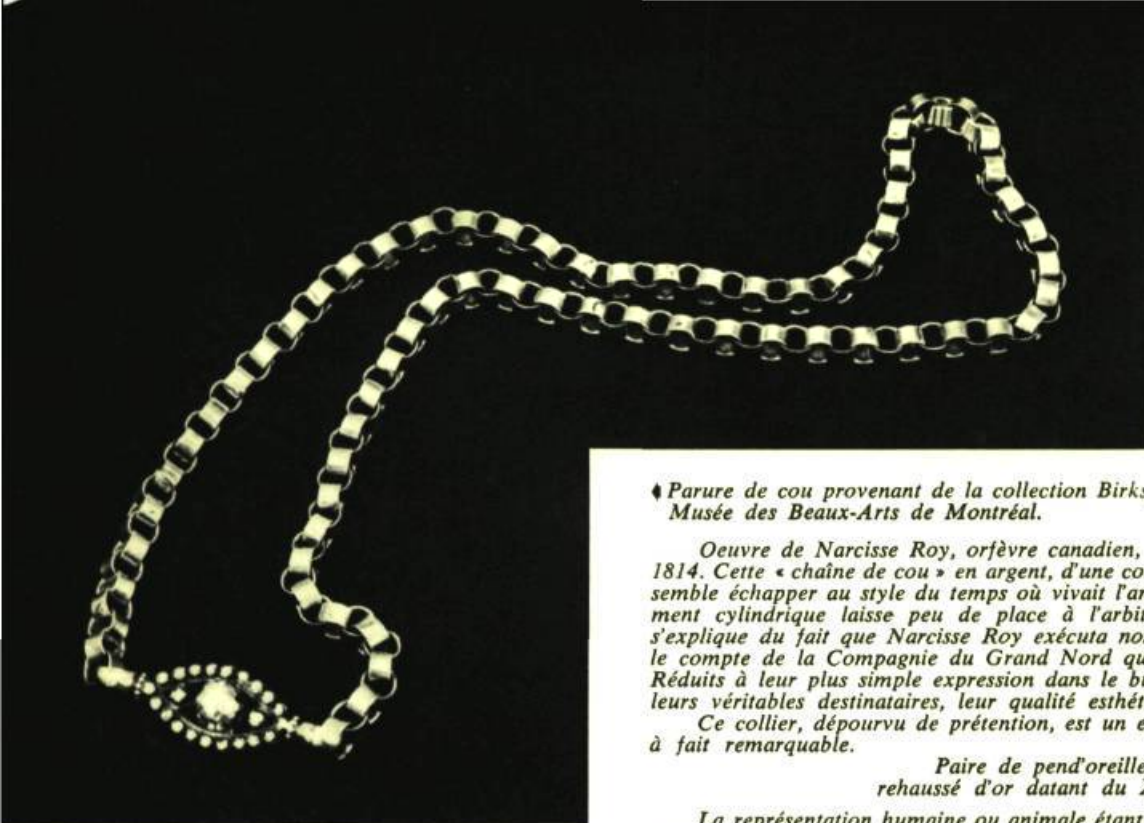 Parure de cou provenant de la collection Birks
Musée des Beaux-Arts de Montréal.
Oeuvre de Narcisse Roy, orfèvre canadien,
1814. Cette « chaîne de cou » en argent, d'une co
semble échapper au style du temps où vivait l'ar
ment cylindrique laisse peu de place à l'arbit
s'explique du fait que Narcisse Roy exécuta no
le compte de la Compagnie du Grand Nord qu
Réduits à leur plus simple expression dans le b
leurs véritables destinataires, leur qualité esthét
Ce collier, dépourvu de prétention, est un e
à fait remarquable.
Paire de pend'oreille
rehaussé d'or datant du
La représentation humaine ou animale étant